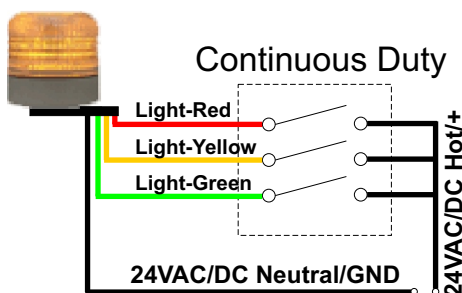 Continuous Duty
Light-Red
Light-Yellow
Light-Green
24VAC/DC Hot/+
24VAC/DC Neutral/GND